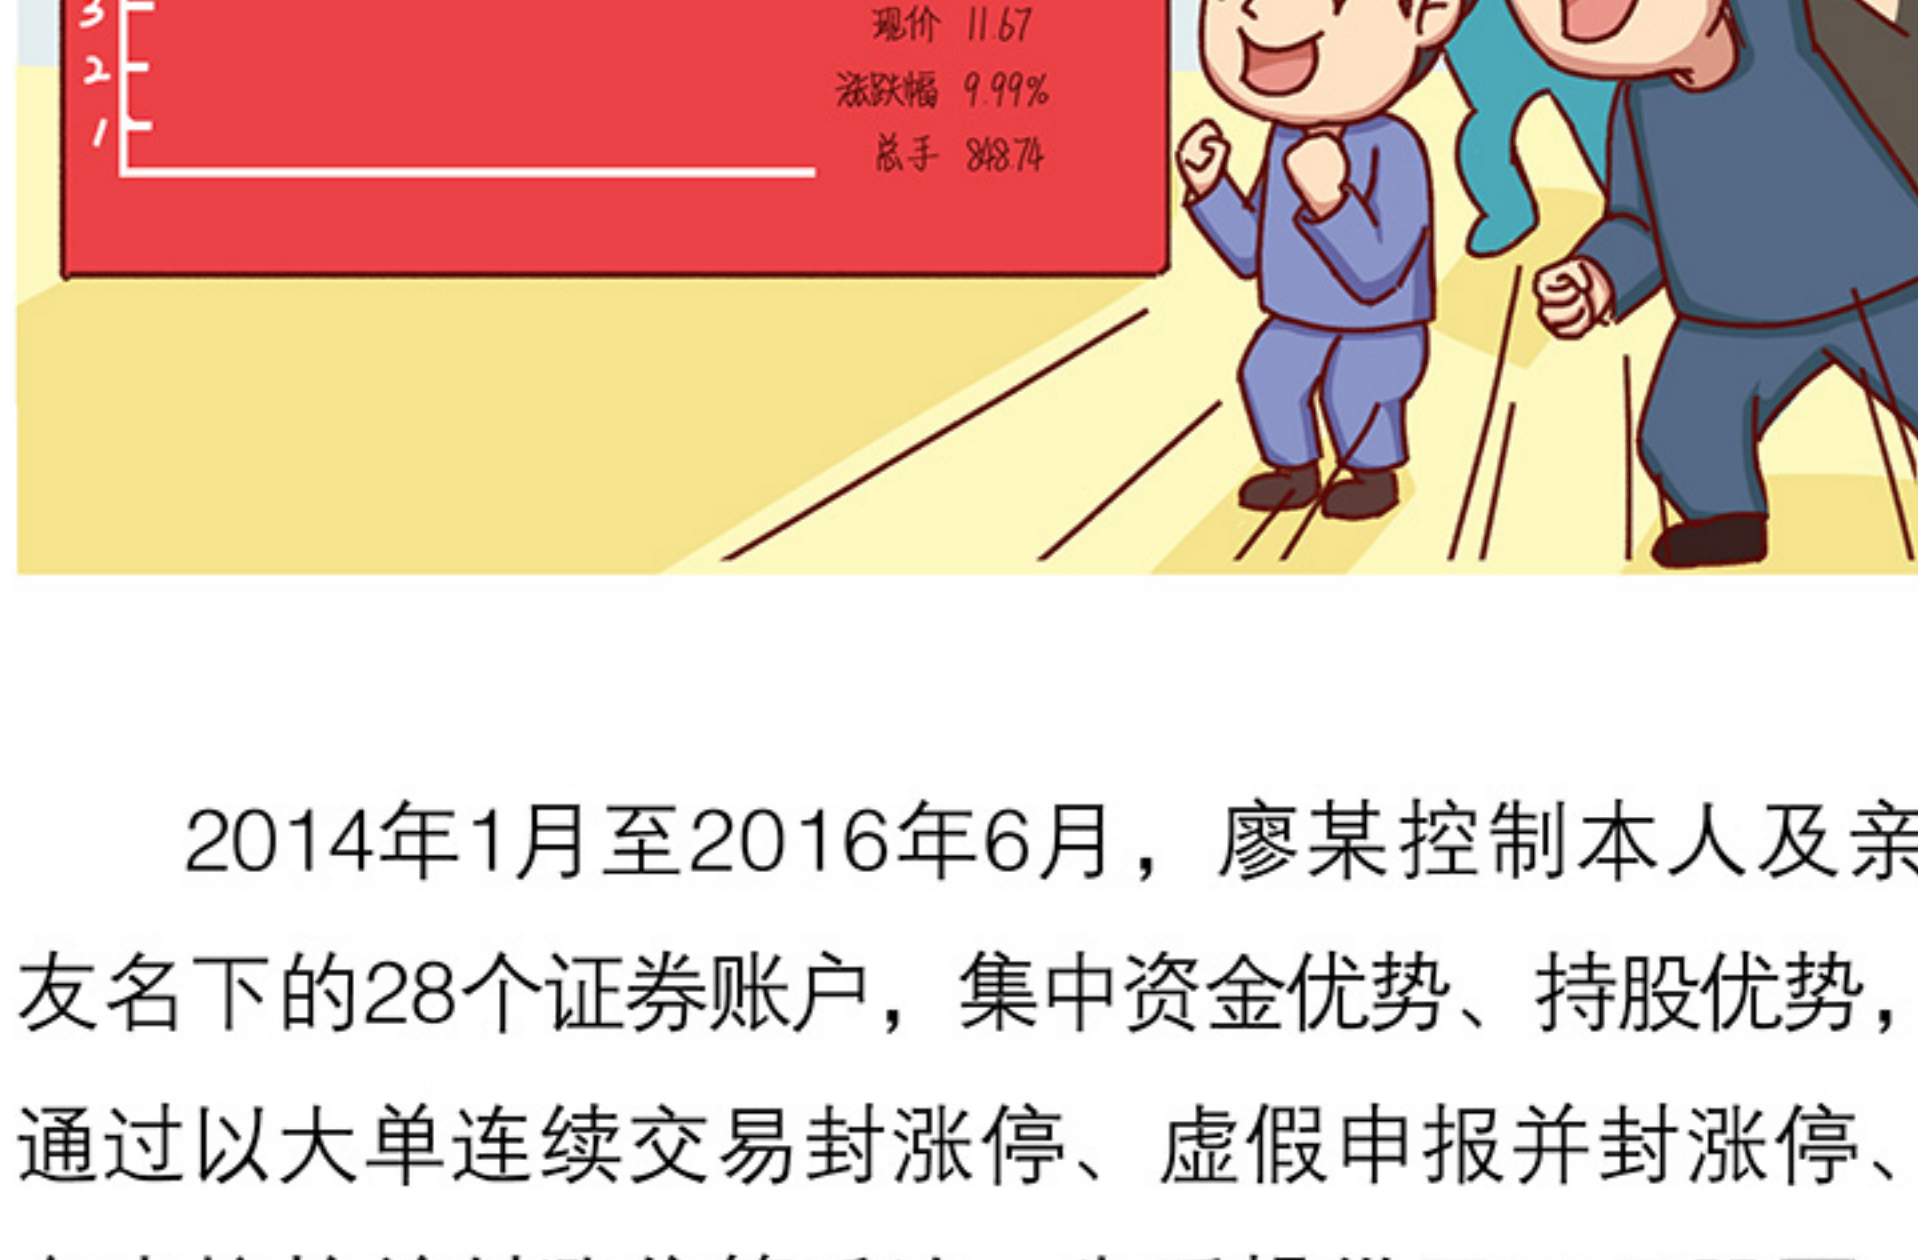 3
现价 11.67
2
涨跌幅 9.99%
1
总手 848.74
2014年1月至2016年6月，廖某控制本人及亲
友名下的28个证券账户，集中资金优势、持股优势，
通过以大单连续交易封涨停、虚假申报并封涨停、